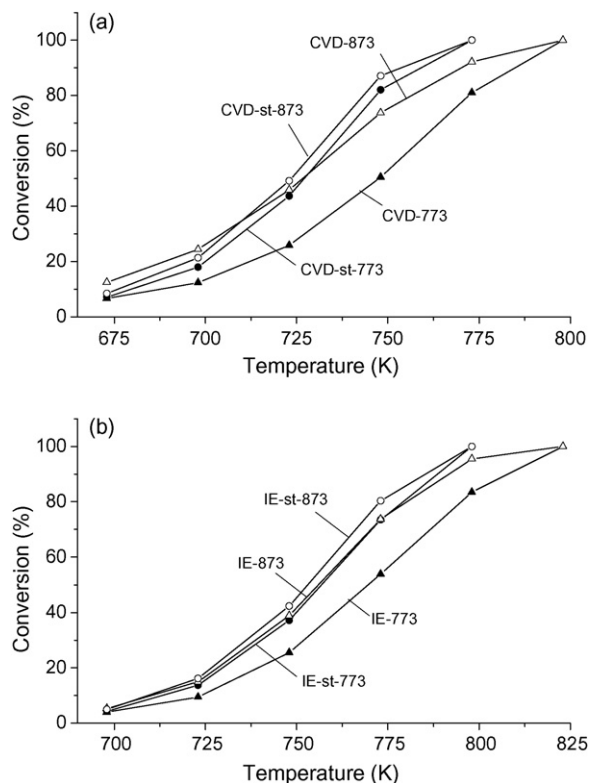 (a)
100
80
60
40
20
0
Conversion (%)
CVD-873
CVD-st-873
CVD-773
CVD-st-773
675 700 725 750 775 800
Temperature (K)
(b)
100
80
60
40
20
0
Conversion (%)
IE-st-873
IE-873
IE-773
IE-st-773
700 725 750 775 800 825
Temperature (K)